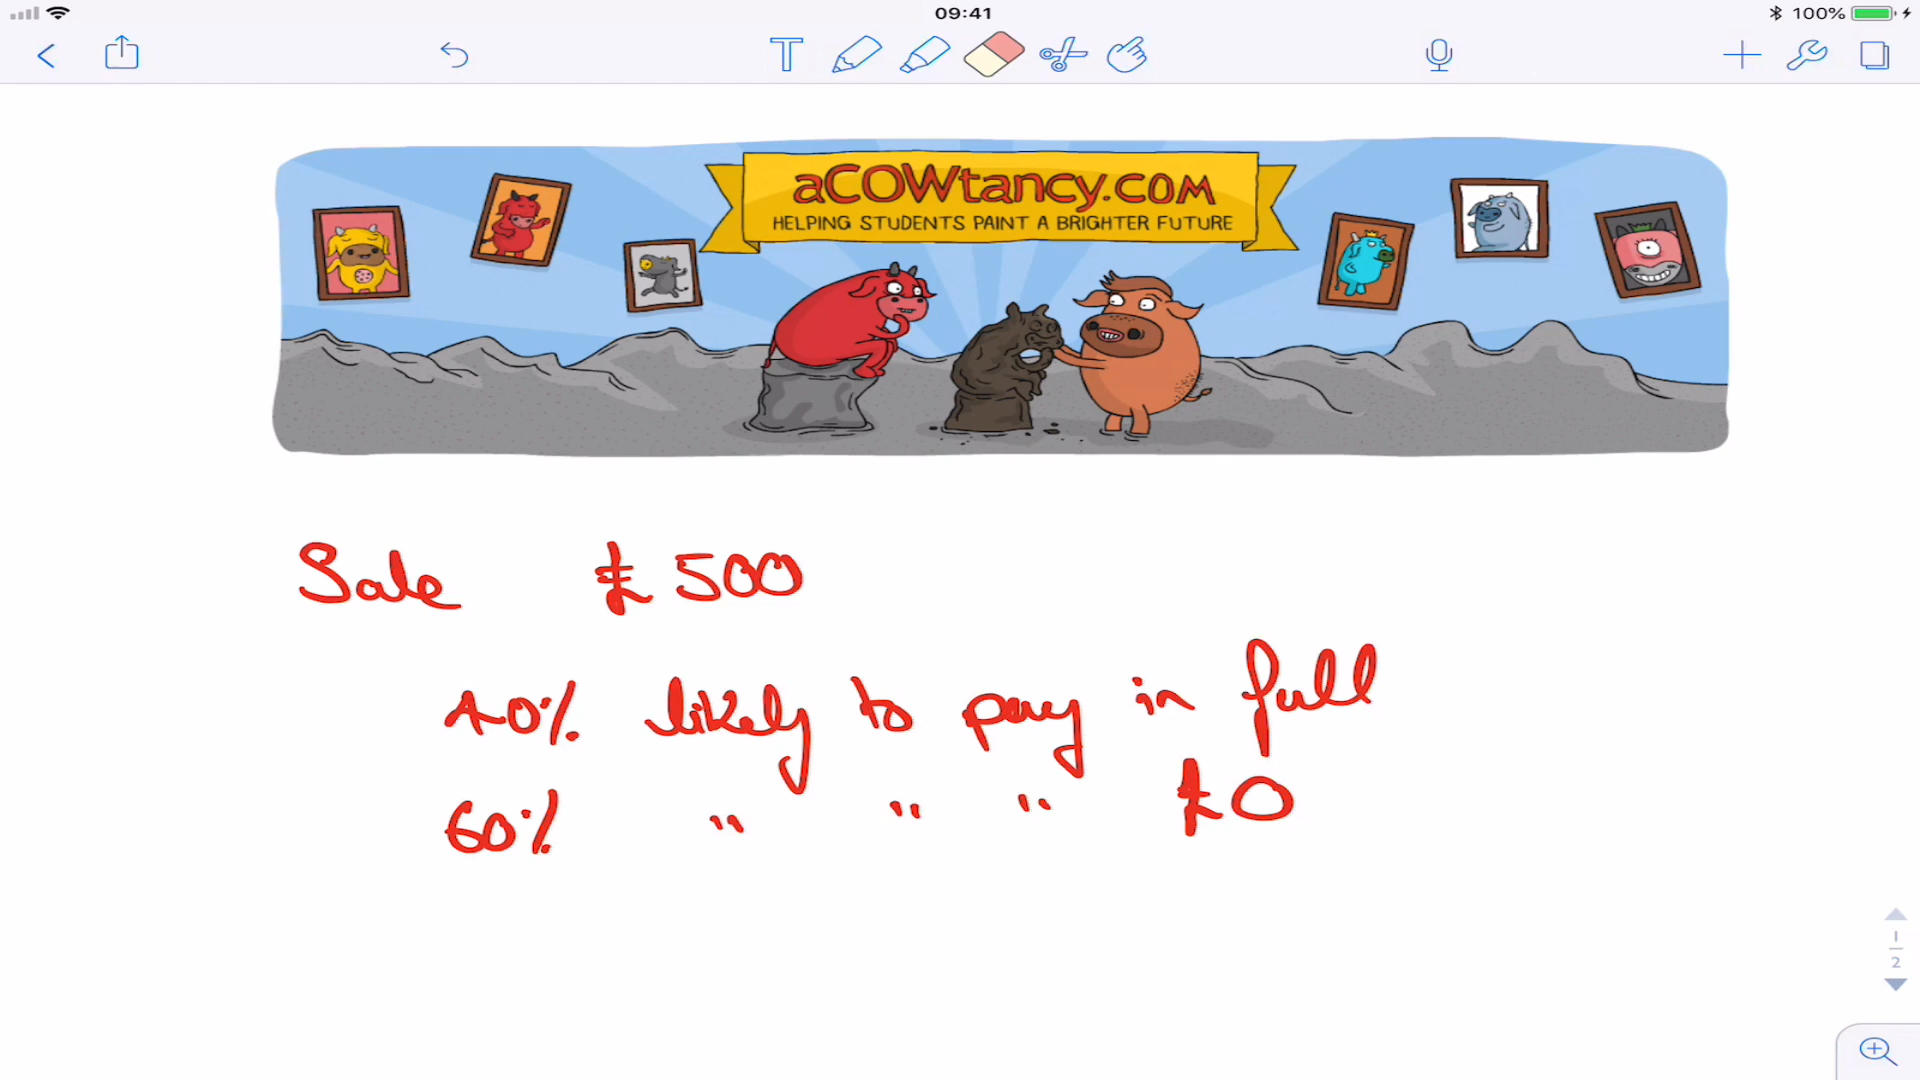 09:41
100%
T
aCOWtancy.com
HELPING STUDENTS PAINT A BRIGHTER FUTURE
Sale £500
40% likely to pay in full
60% " " " £0
1
2